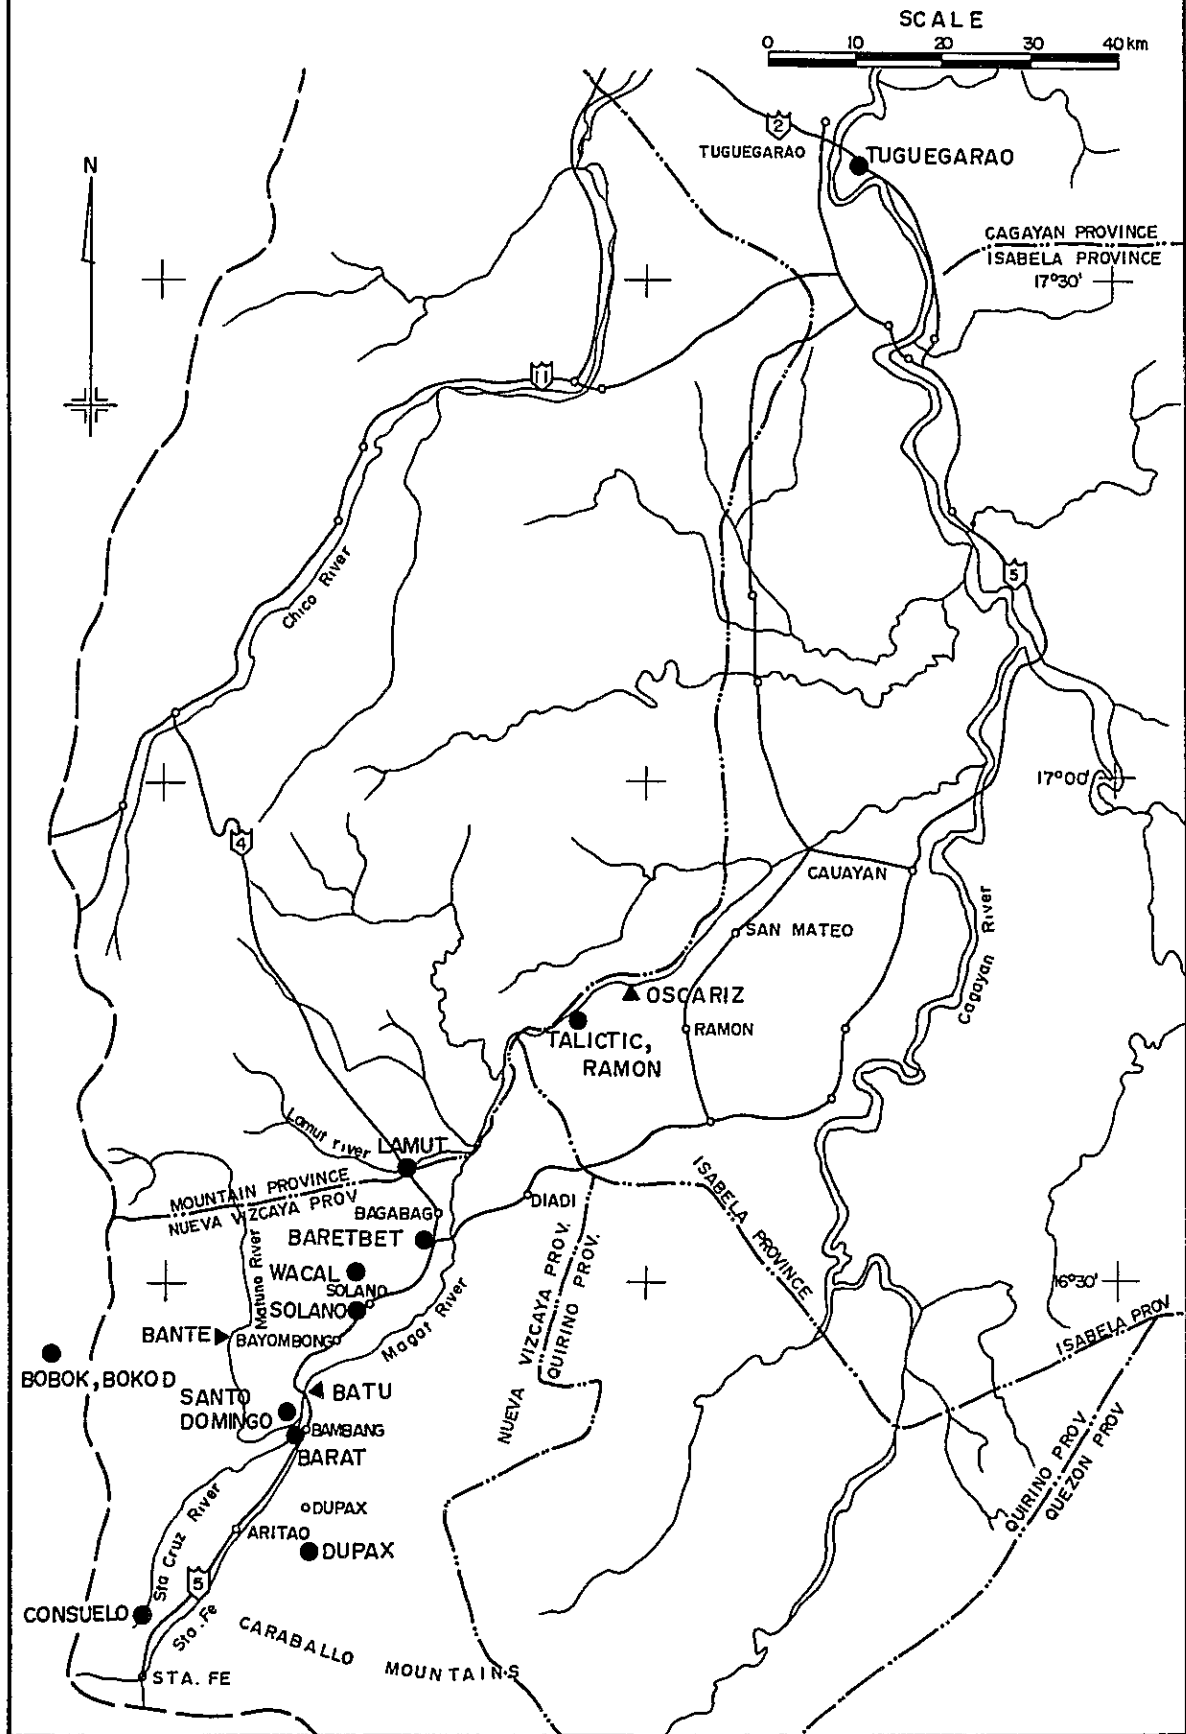 SCALE
0 10 20 30 40 km
N
2
TUGUEGARAO
TUGUEGARAO
CAGAYAN PROVINCE
ISABELA PROVINCE
17°30'
11
Chico River
5
17°00'
4
CAUAYAN
SAN MATEO
Cagayan River
OSCARIZ
RAMON
TALICTIC,
RAMON
Lamut river
LAMUT
MOUNTAIN PROVINCE
NUEVA VIZCAYA PROV
ISABELA PROVINCE
DIADI
BAGABAG
BARETBET
NUEVA VIZCAYA PROV.
QUIRINO PROV.
Matuno River
WACAL
SOLANO
SOLANO
16°30'
Magat River
BANTE
BAYOMBONG
ISABELA PROV
BOBOK, BOKOD
BATU
SANTO
DOMINGO
BAMBANG
BARAT
QUIRINO PROV
QUEZON PROV
Sta Cruz River
DUPAX
ARITAO
DUPAX
5
CONSUELO
Sta. Fe
CARABALLO MOUNTAINS
STA. FE